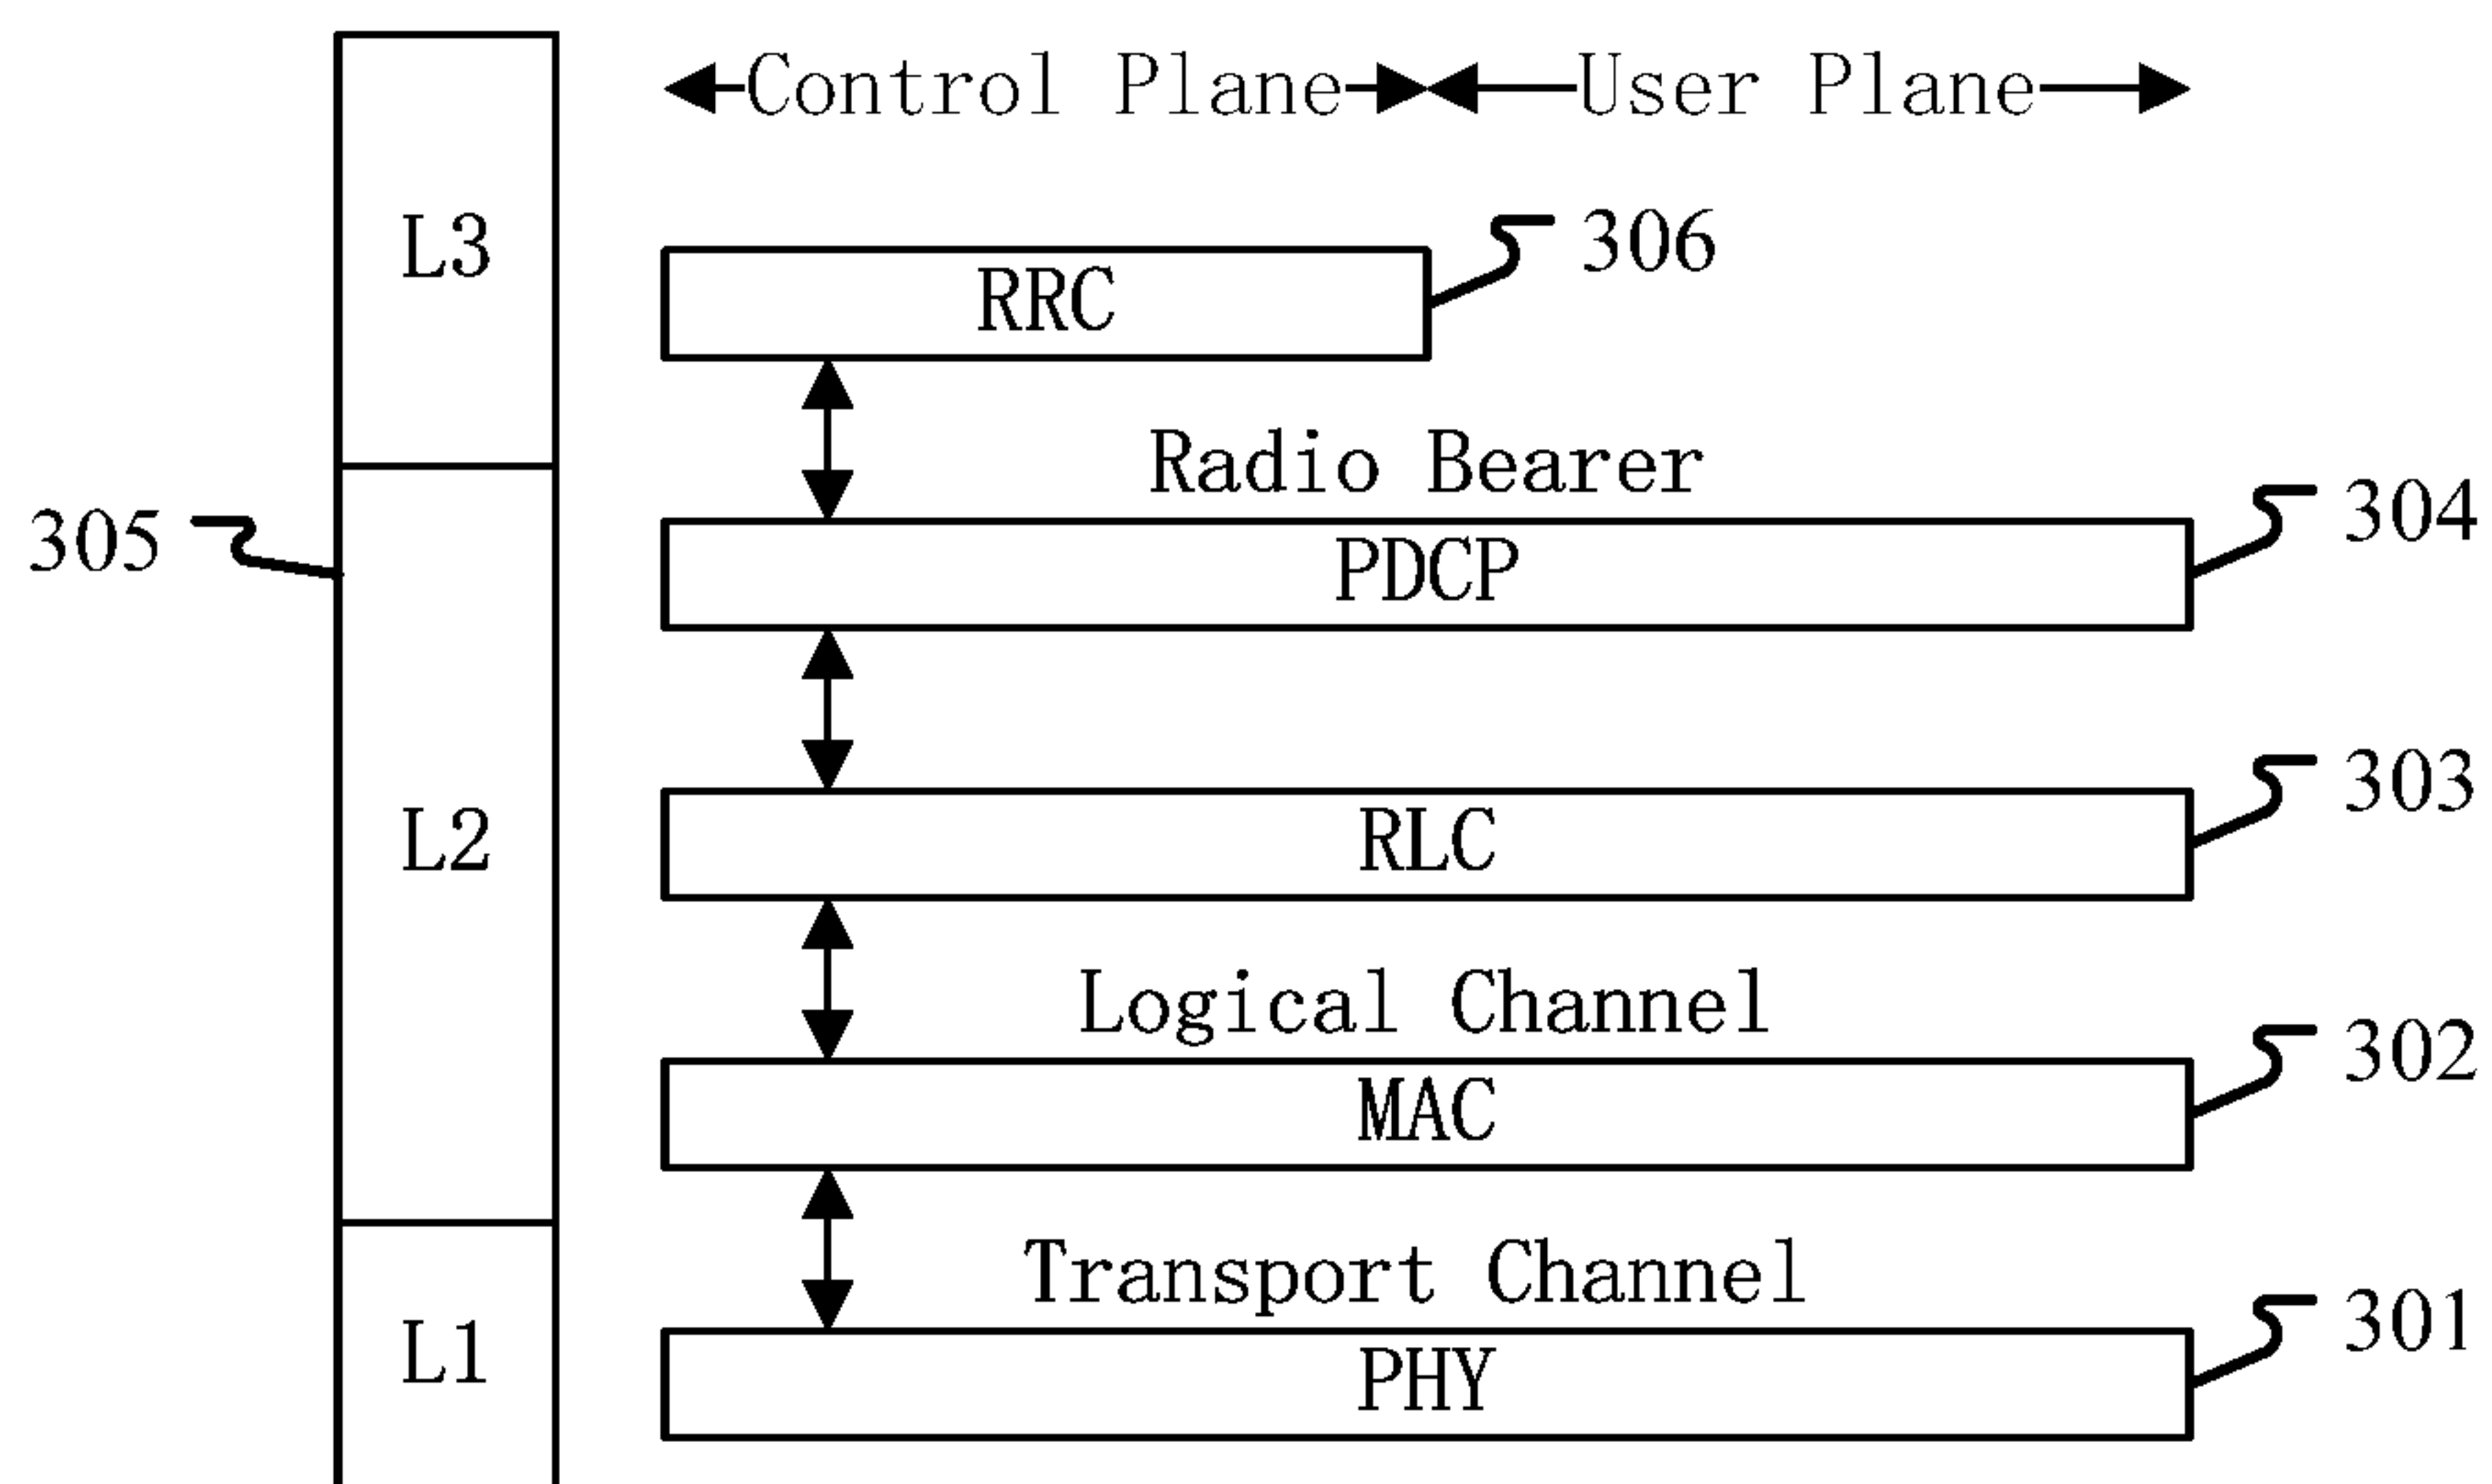 Control Plane User Plane
L3
306
RRC
Radio Bearer
304
305
PDCP
303
L2
RLC
Logical Channel
302
MAC
Transport Channel
301
L1
PHY